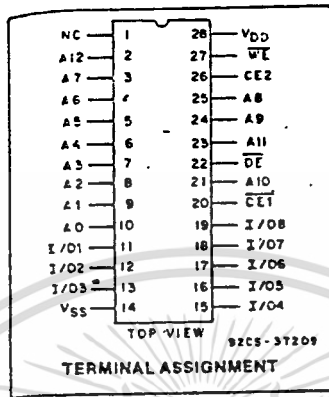 NC 1 28 VDD
A12 2 27 WE
A7 3 26 CE2
A6 4 25 A8
A5 5 24 A9
A4 6 23 A11
A3 7 22 OE
A2 8 21 A10
A1 9 20 CE1
A0 10 19 I/O8
I/O1 11 18 I/O7
I/O2 12 17 I/O6
I/O3 13 16 I/O5
VSS 14 15 I/O4
TOP VIEW
92CS-37209
TERMINAL ASSIGNMENT